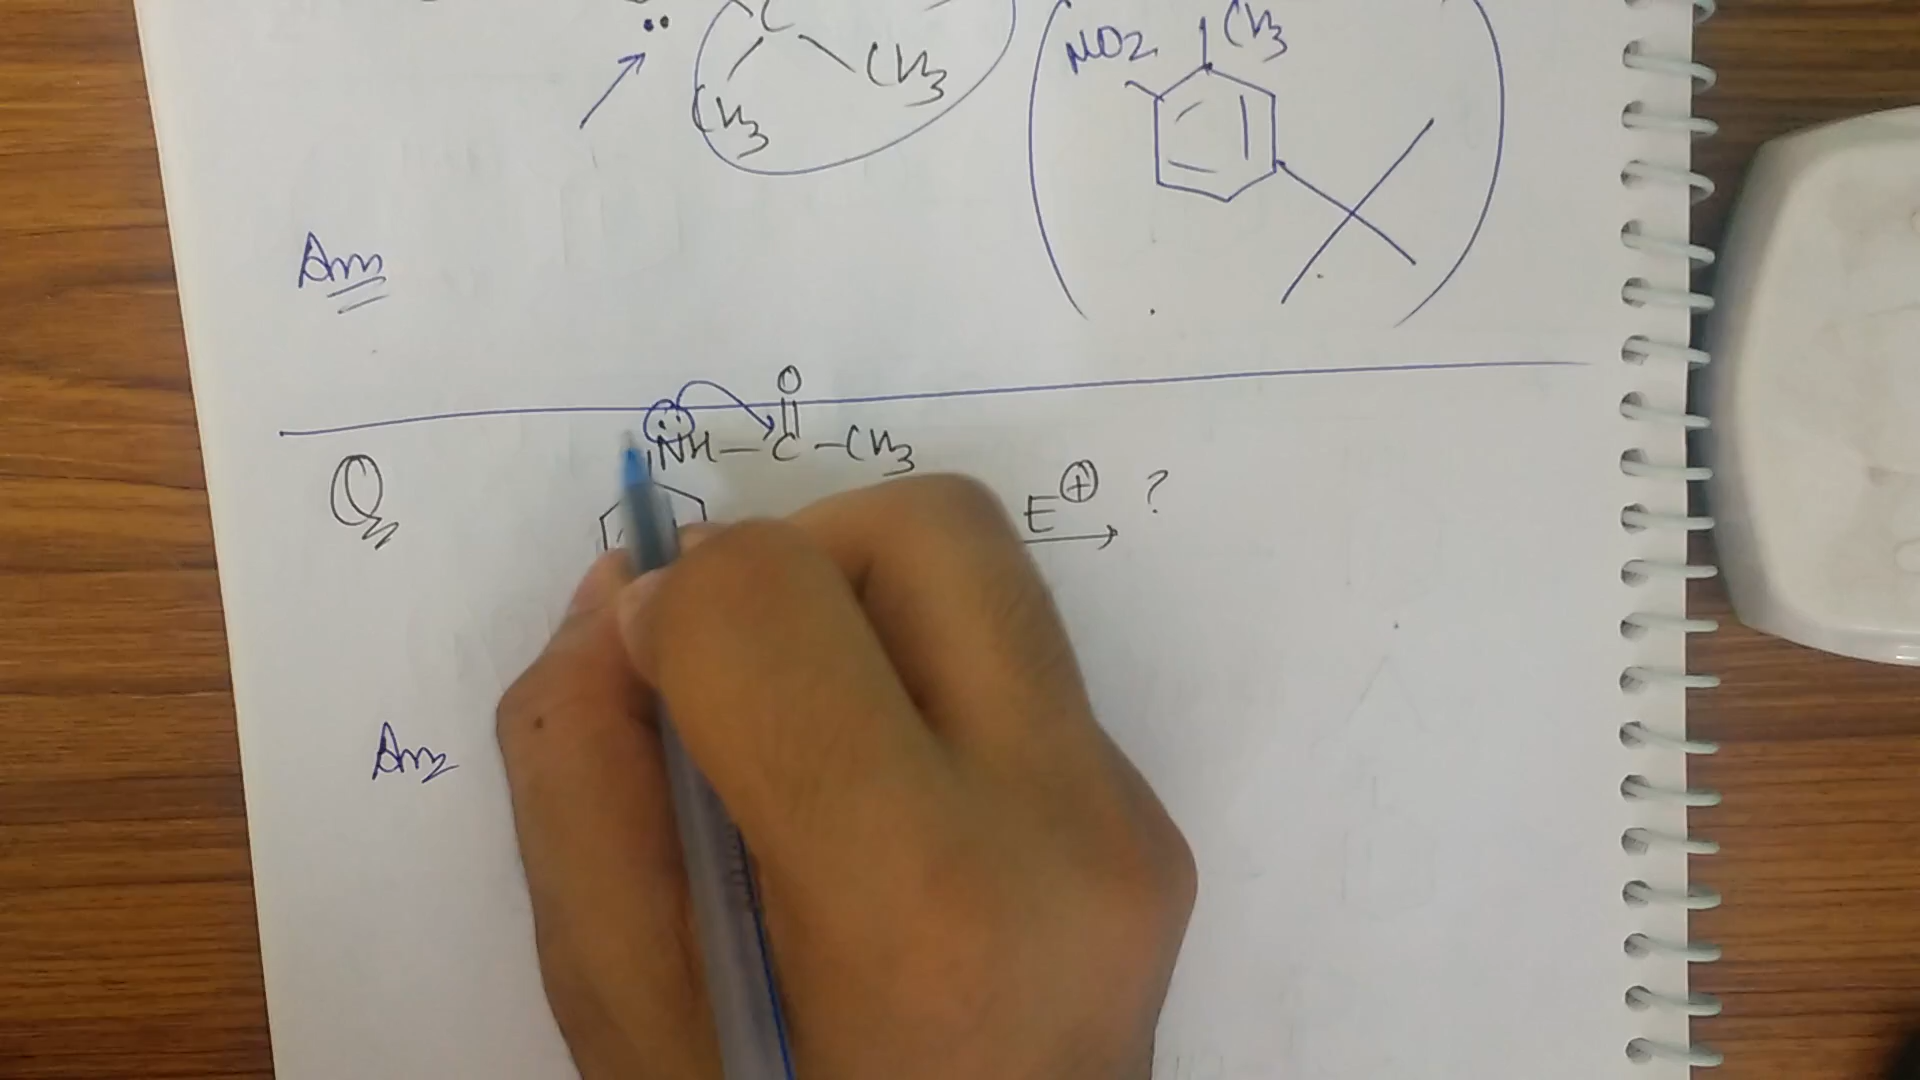 C
CH3
CH3
NO2
CH3
Ans
O
NH-C-CH3
Q
E+ ?
Ans